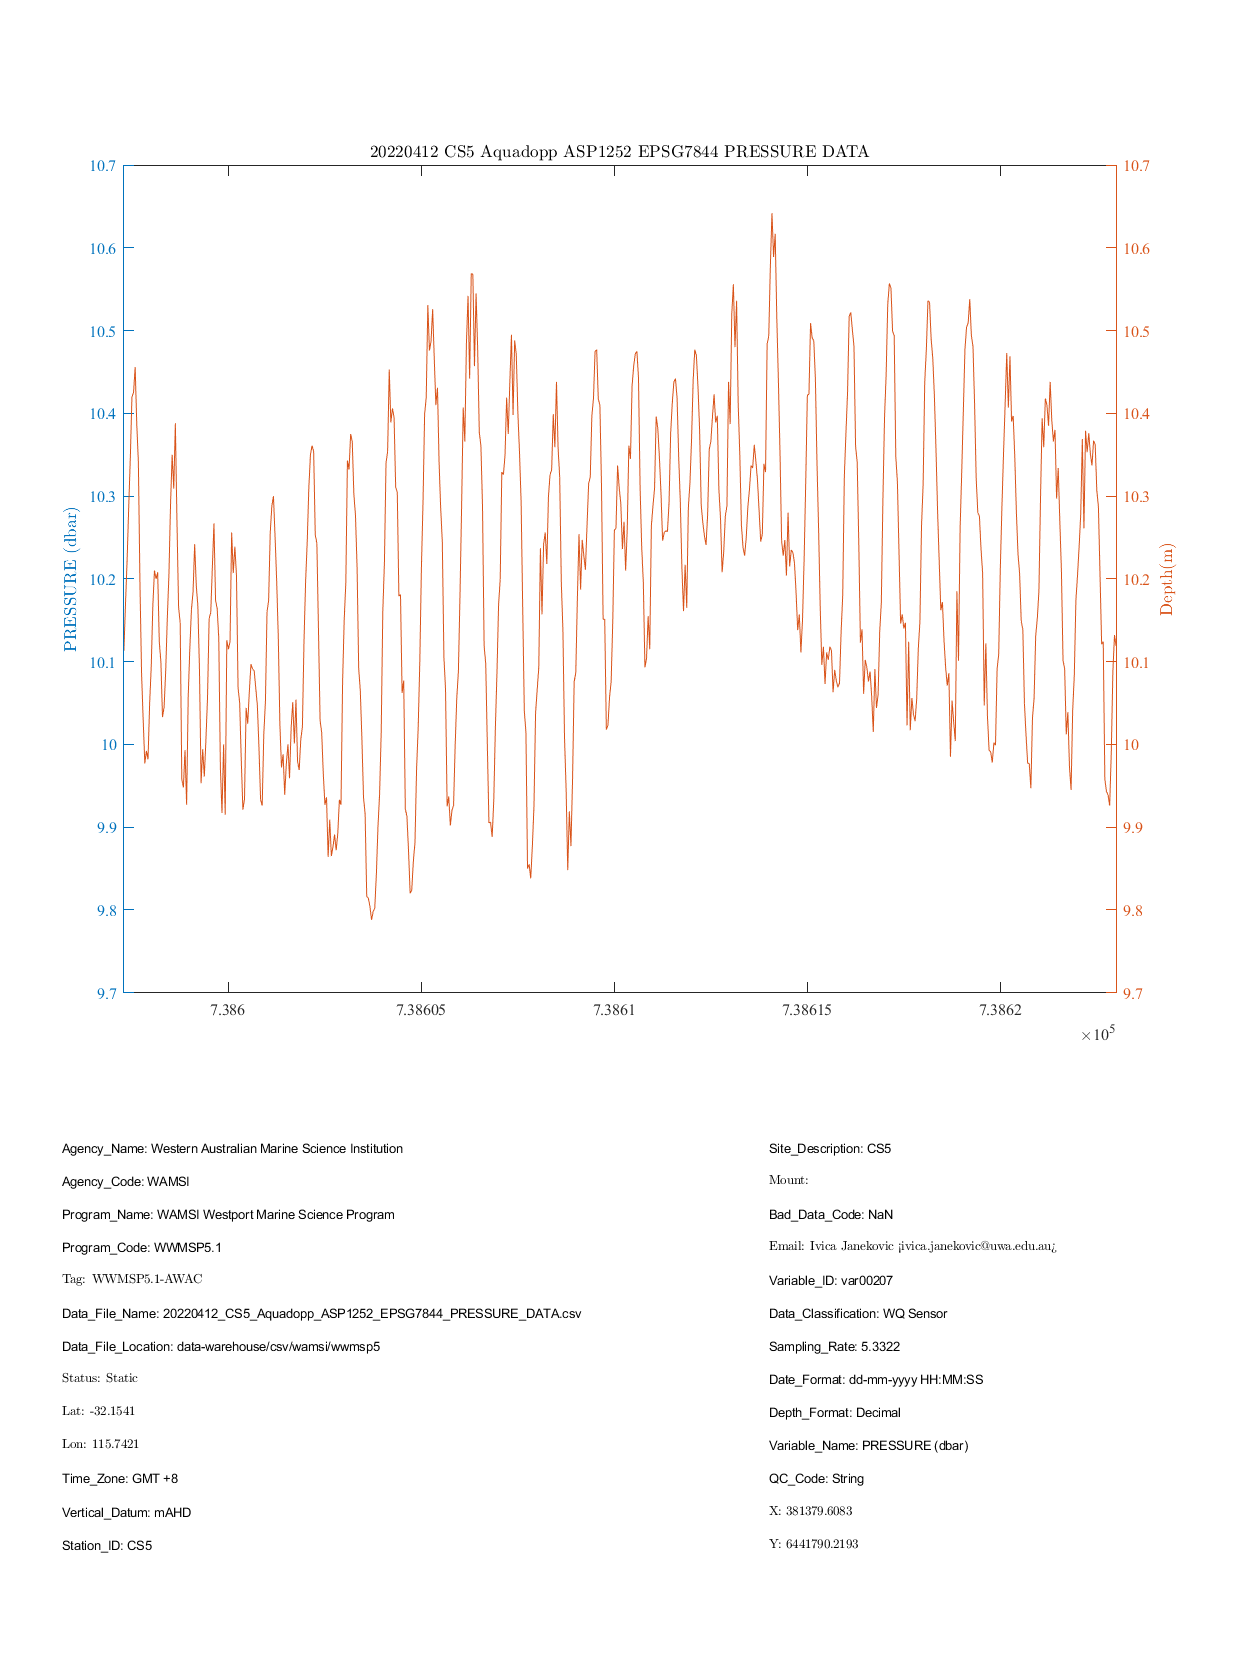 20220412 CS5 Aquadopp ASP1252 EPSG7844 PRESSURE DATA
10.7
10.6
10.5
10.4
10.3
10.2
10.1
10
9.9
9.8
9.7
PRESSURE (dbar)
10.7
10.6
10.5
10.4
10.3
10.2
10.1
10
9.9
9.8
9.7
Depth(m)
7.386
7.38605
7.3861
7.38615
7.3862
×10^5
Agency_Name: Western Australian Marine Science Institution
Agency_Code: WAMSI
Program_Name: WAMSI Westport Marine Science Program
Program_Code: WWMSP5.1
Tag: WWMSP5.1-AWAC
Data_File_Name: 20220412_CS5_Aquadopp_ASP1252_EPSG7844_PRESSURE_DATA.csv
Data_File_Location: data-warehouse/csv/wamsi/wwmsp5
Status: Static
Lat: -32.1541
Lon: 115.7421
Time_Zone: GMT +8
Vertical_Datum: mAHD
Station_ID: CS5
Site_Description: CS5
Mount:
Bad_Data_Code: NaN
Email: Ivica Janekovic ¡ivica.janekovic@uwa.edu.au¿
Variable_ID: var00207
Data_Classification: WQ Sensor
Sampling_Rate: 5.3322
Date_Format: dd-mm-yyyy HH:MM:SS
Depth_Format: Decimal
Variable_Name: PRESSURE (dbar)
QC_Code: String
X: 381379.6083
Y: 6441790.2193